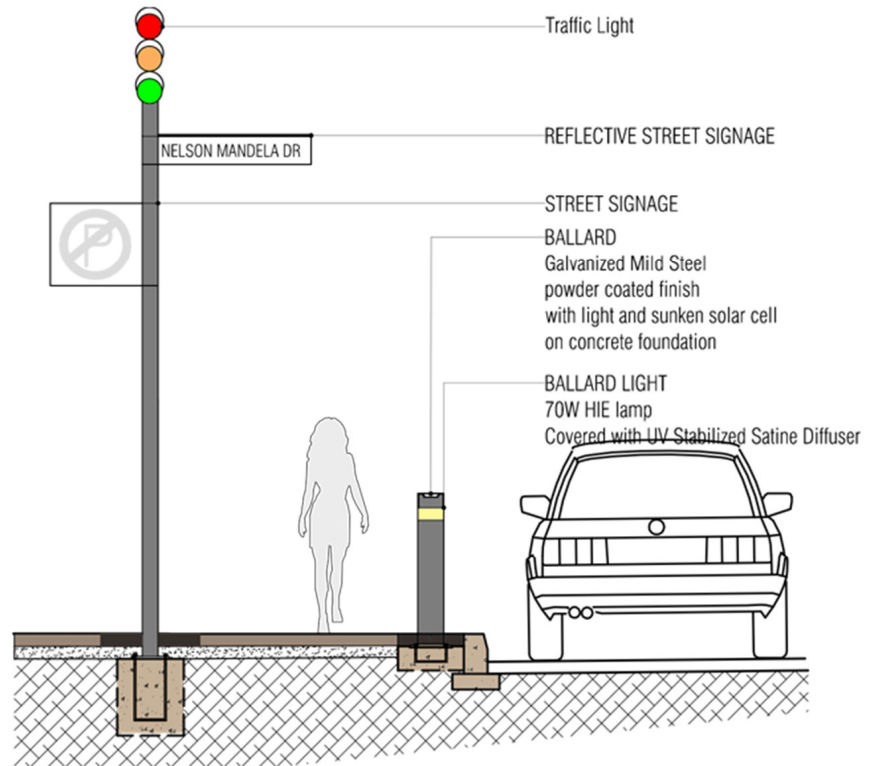 Traffic Light
REFLECTIVE STREET SIGNAGE
NELSON MANDELA DR
STREET SIGNAGE
P
BALLARD
Galvanized Mild Steel
powder coated finish
with light and sunken solar cell
on concrete foundation
BALLARD LIGHT
70W HIE lamp
Covered with UV Stabilized Satine Diffuser